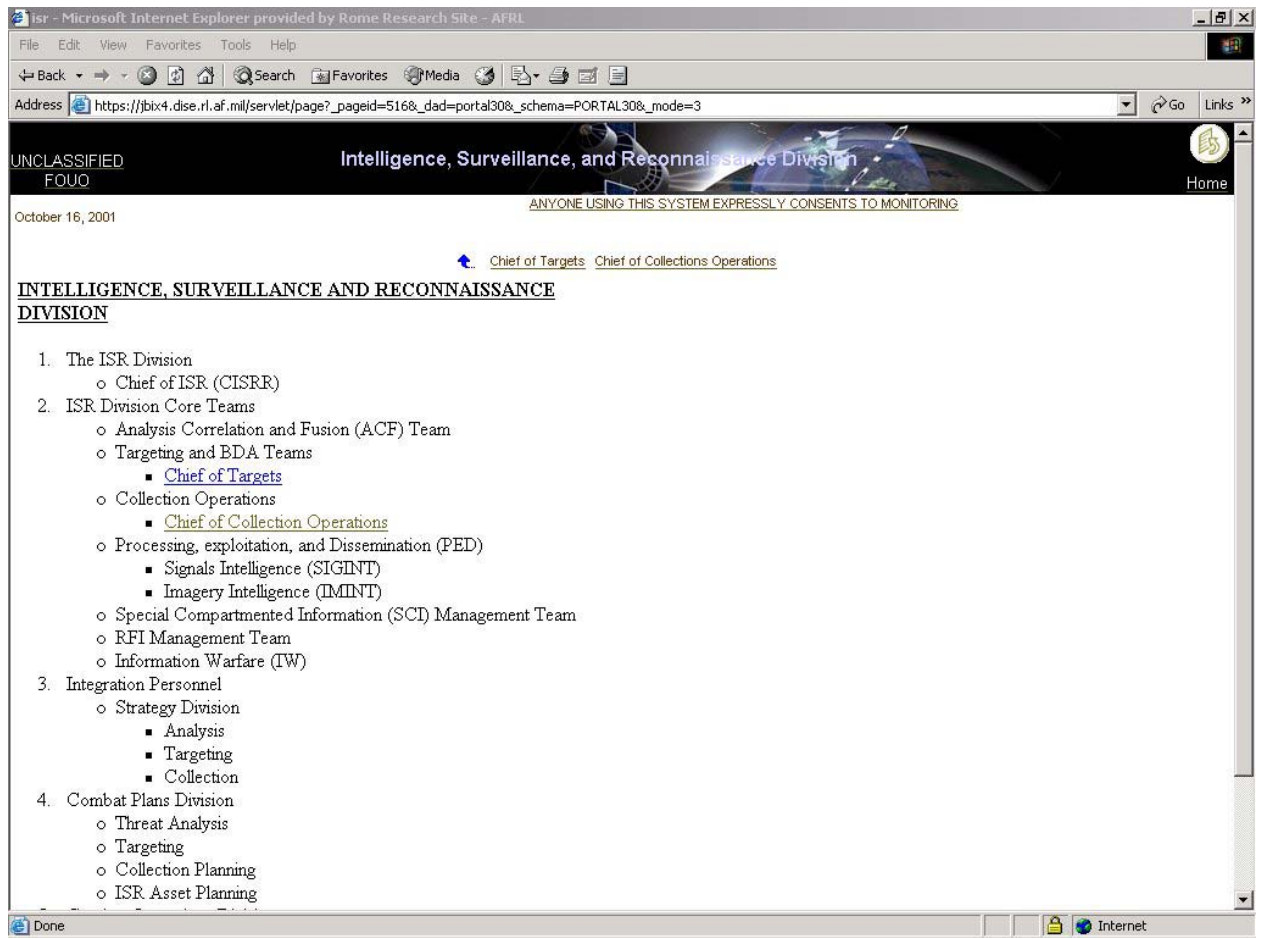 isr - Microsoft Internet Explorer provided by Rome Research Site - AFRL
File Edit View Favorites Tools Help
Back Search Favorites Media
Address https://jbix4.dise.rl.af.mil/servlet/page?_pageid=516&_dad=portal30&_schema=PORTAL30&_mode=3 Go Links »
UNCLASSIFIED
FOUO
Intelligence, Surveillance, and Reconnaissance Division
Home
ANYONE USING THIS SYSTEM EXPRESSLY CONSENTS TO MONITORING
October 16, 2001
Chief of Targets Chief of Collections Operations
INTELLIGENCE, SURVEILLANCE AND RECONNAISSANCE
DIVISION
1. The ISR Division
o Chief of ISR (CISRR)
2. ISR Division Core Teams
o Analysis Correlation and Fusion (ACF) Team
o Targeting and BDA Teams
▪ Chief of Targets
o Collection Operations
▪ Chief of Collection Operations
o Processing, exploitation, and Dissemination (PED)
▪ Signals Intelligence (SIGINT)
▪ Imagery Intelligence (IMINT)
o Special Compartmented Information (SCI) Management Team
o RFI Management Team
o Information Warfare (IW)
3. Integration Personnel
o Strategy Division
▪ Analysis
▪ Targeting
▪ Collection
4. Combat Plans Division
o Threat Analysis
o Targeting
o Collection Planning
o ISR Asset Planning
Done Internet